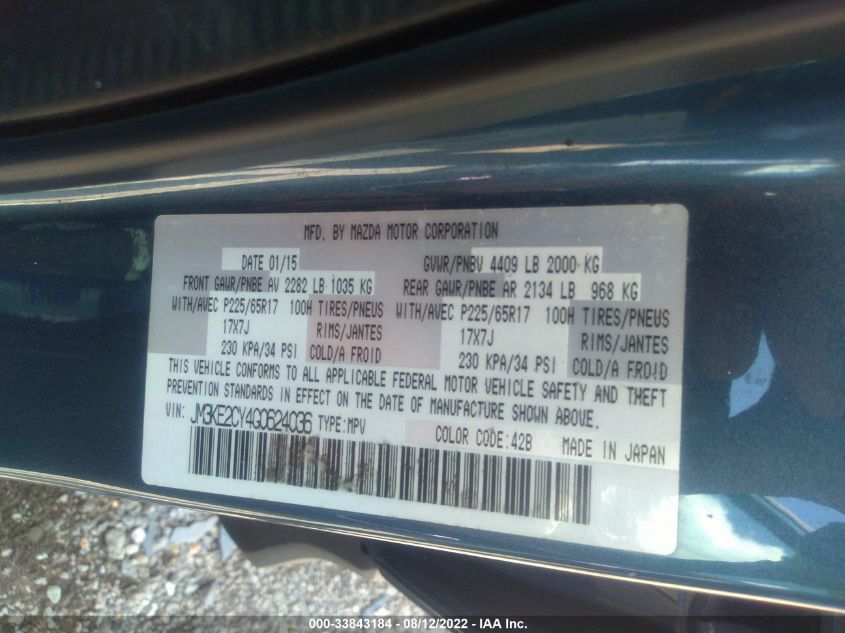 MFD. BY MAZDA MOTOR CORPORATION
DATE 01/15 GVWR/PNBV 4409 LB 2000 KG
FRONT GAWR/PNBE AV 2282 LB 1035 KG REAR GAWR/PNBE AR 2134 LB 968 KG
WITH/AVEC P225/65R17 100H TIRES/PNEUS WITH/AVEC P225/65R17 100H TIRES/PNEUS
17X7J RIMS/JANTES 17X7J RIMS/JANTES
230 KPA/34 PSI COLD/A FROID 230 KPA/34 PSI COLD/A FROID
THIS VEHICLE CONFORMS TO ALL APPLICABLE FEDERAL MOTOR VEHICLE SAFETY AND THEFT
PREVENTION STANDARDS IN EFFECT ON THE DATE OF MANUFACTURE SHOWN ABOVE.
VIN: JM3KE2CY4G0624036 TYPE:MPV COLOR CODE:42B MADE IN JAPAN
000-33843184 - 08/12/2022 - IAA Inc.